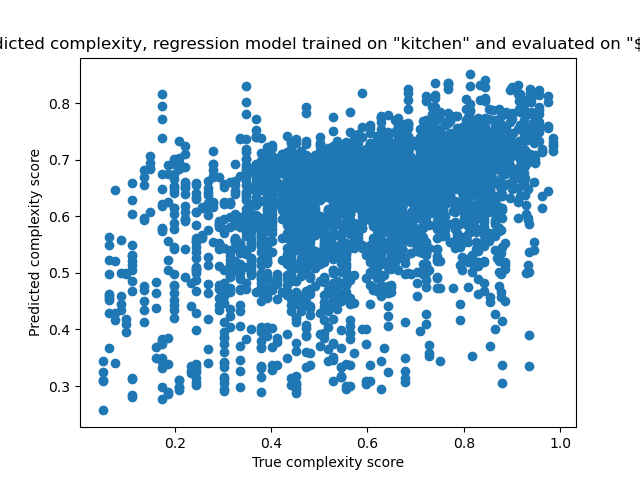 complexity, regression model trained on "kitchen" and evaluated on
Predicted complexity score
0.8
0.7
0.6
0.5
0.4
0.3
0.2 0.4 0.6 0.8 1.0
True complexity score